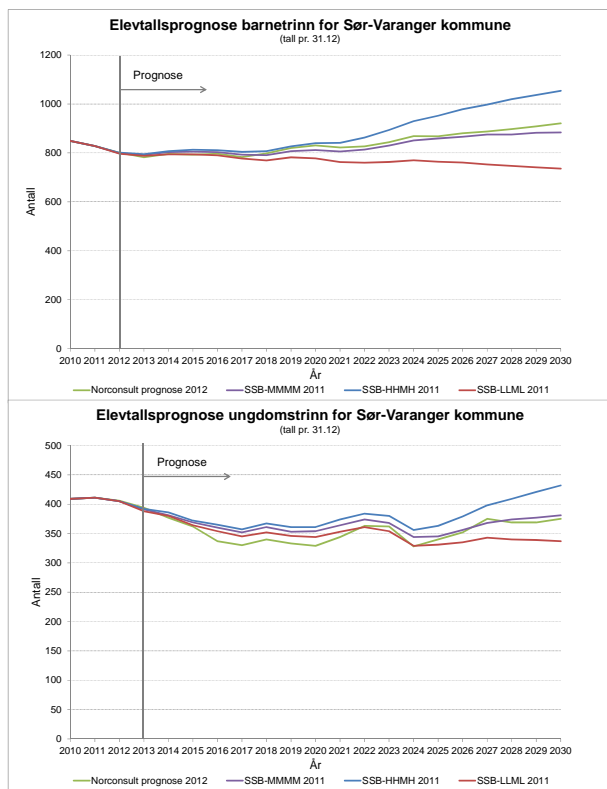 Elevtallsprognose barnetrinn for Sør-Varanger kommune
(tall pr. 31.12)
1200
Prognose
1000
800
600
400
200
0
Antall
2010 2011 2012 2013 2014 2015 2016 2017 2018 2019 2020 2021 2022 2023 2024 2025 2026 2027 2028 2029 2030
År
Norconsult prognose 2012 SSB-MMMM 2011 SSB-HHMH 2011 SSB-LLML 2011
Elevtallsprognose ungdomstrinn for Sør-Varanger kommune
(tall pr. 31.12)
500
Prognose
450
400
350
300
250
200
150
100
50
0
Antall
2010 2011 2012 2013 2014 2015 2016 2017 2018 2019 2020 2021 2022 2023 2024 2025 2026 2027 2028 2029 2030
År
Norconsult prognose 2012 SSB-MMMM 2011 SSB-HHMH 2011 SSB-LLML 2011